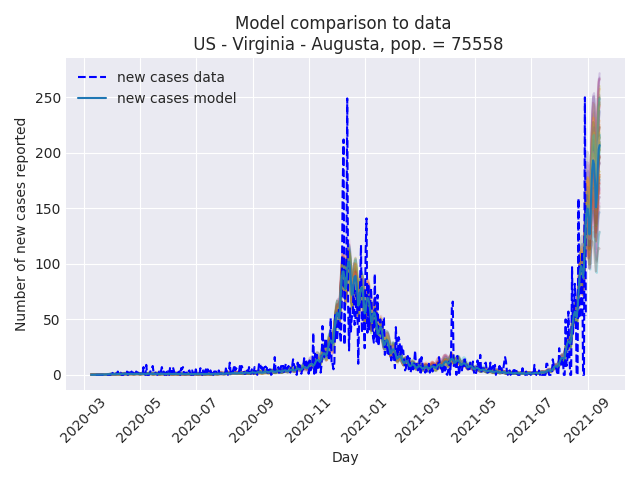 Model comparison to data
US - Virginia - Augusta, pop. = 75558
new cases data
new cases model
Number of new cases reported
250
200
150
100
50
0
2020-03
2020-05
2020-07
2020-09
2020-11
2021-01
2021-03
2021-05
2021-07
2021-09
Day